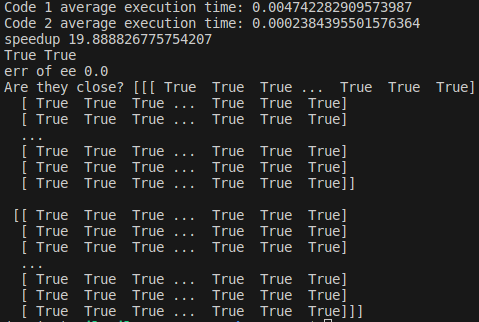 Code 1 average execution time: 0.004742282909573987
Code 2 average execution time: 0.0002384395501576364
speedup 19.888826775754207
True True
err of ee 0.0
Are they close? [[[ True  True  True ...  True  True  True]
  [ True  True  True ...  True  True  True]
  [ True  True  True ...  True  True  True]
  ...
  [ True  True  True ...  True  True  True]
  [ True  True  True ...  True  True  True]
  [ True  True  True ...  True  True  True]]

 [[ True  True  True ...  True  True  True]
  [ True  True  True ...  True  True  True]
  [ True  True  True ...  True  True  True]
  ...
  [ True  True  True ...  True  True  True]
  [ True  True  True ...  True  True  True]
  [ True  True  True ...  True  True  True]]]